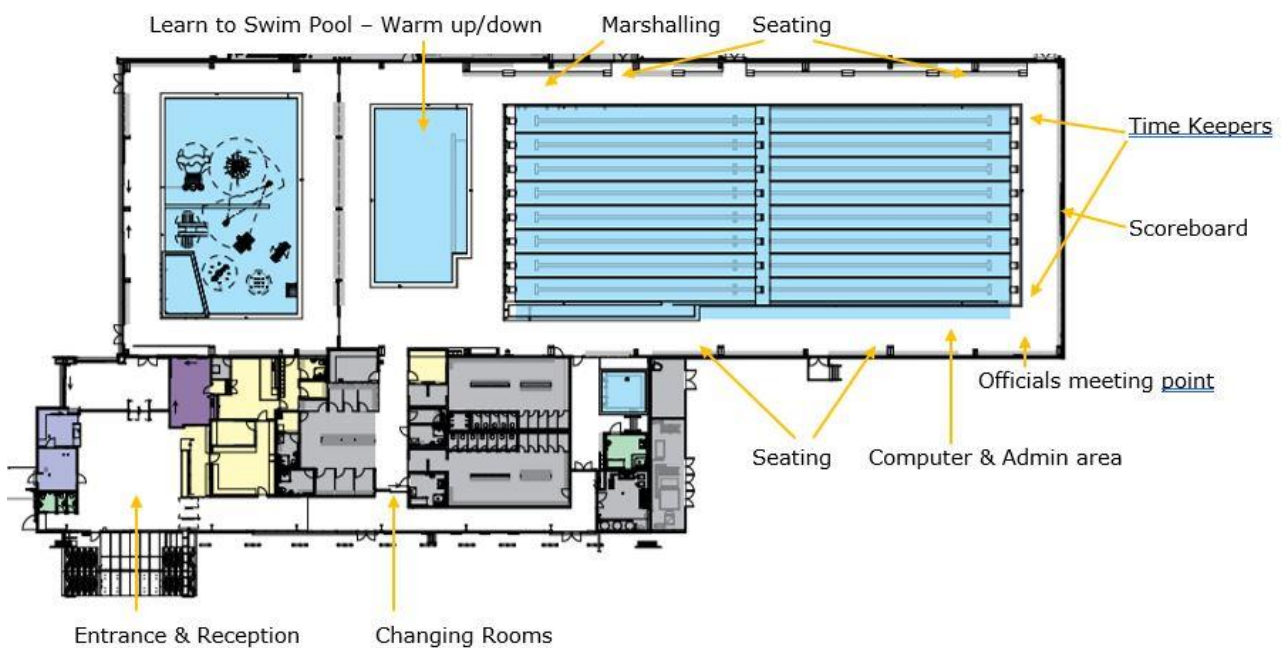 Learn to Swim Pool – Warm up/down
Marshalling
Seating
Time Keepers
Scoreboard
Officials meeting point
Seating
Computer & Admin area
Entrance & Reception
Changing Rooms